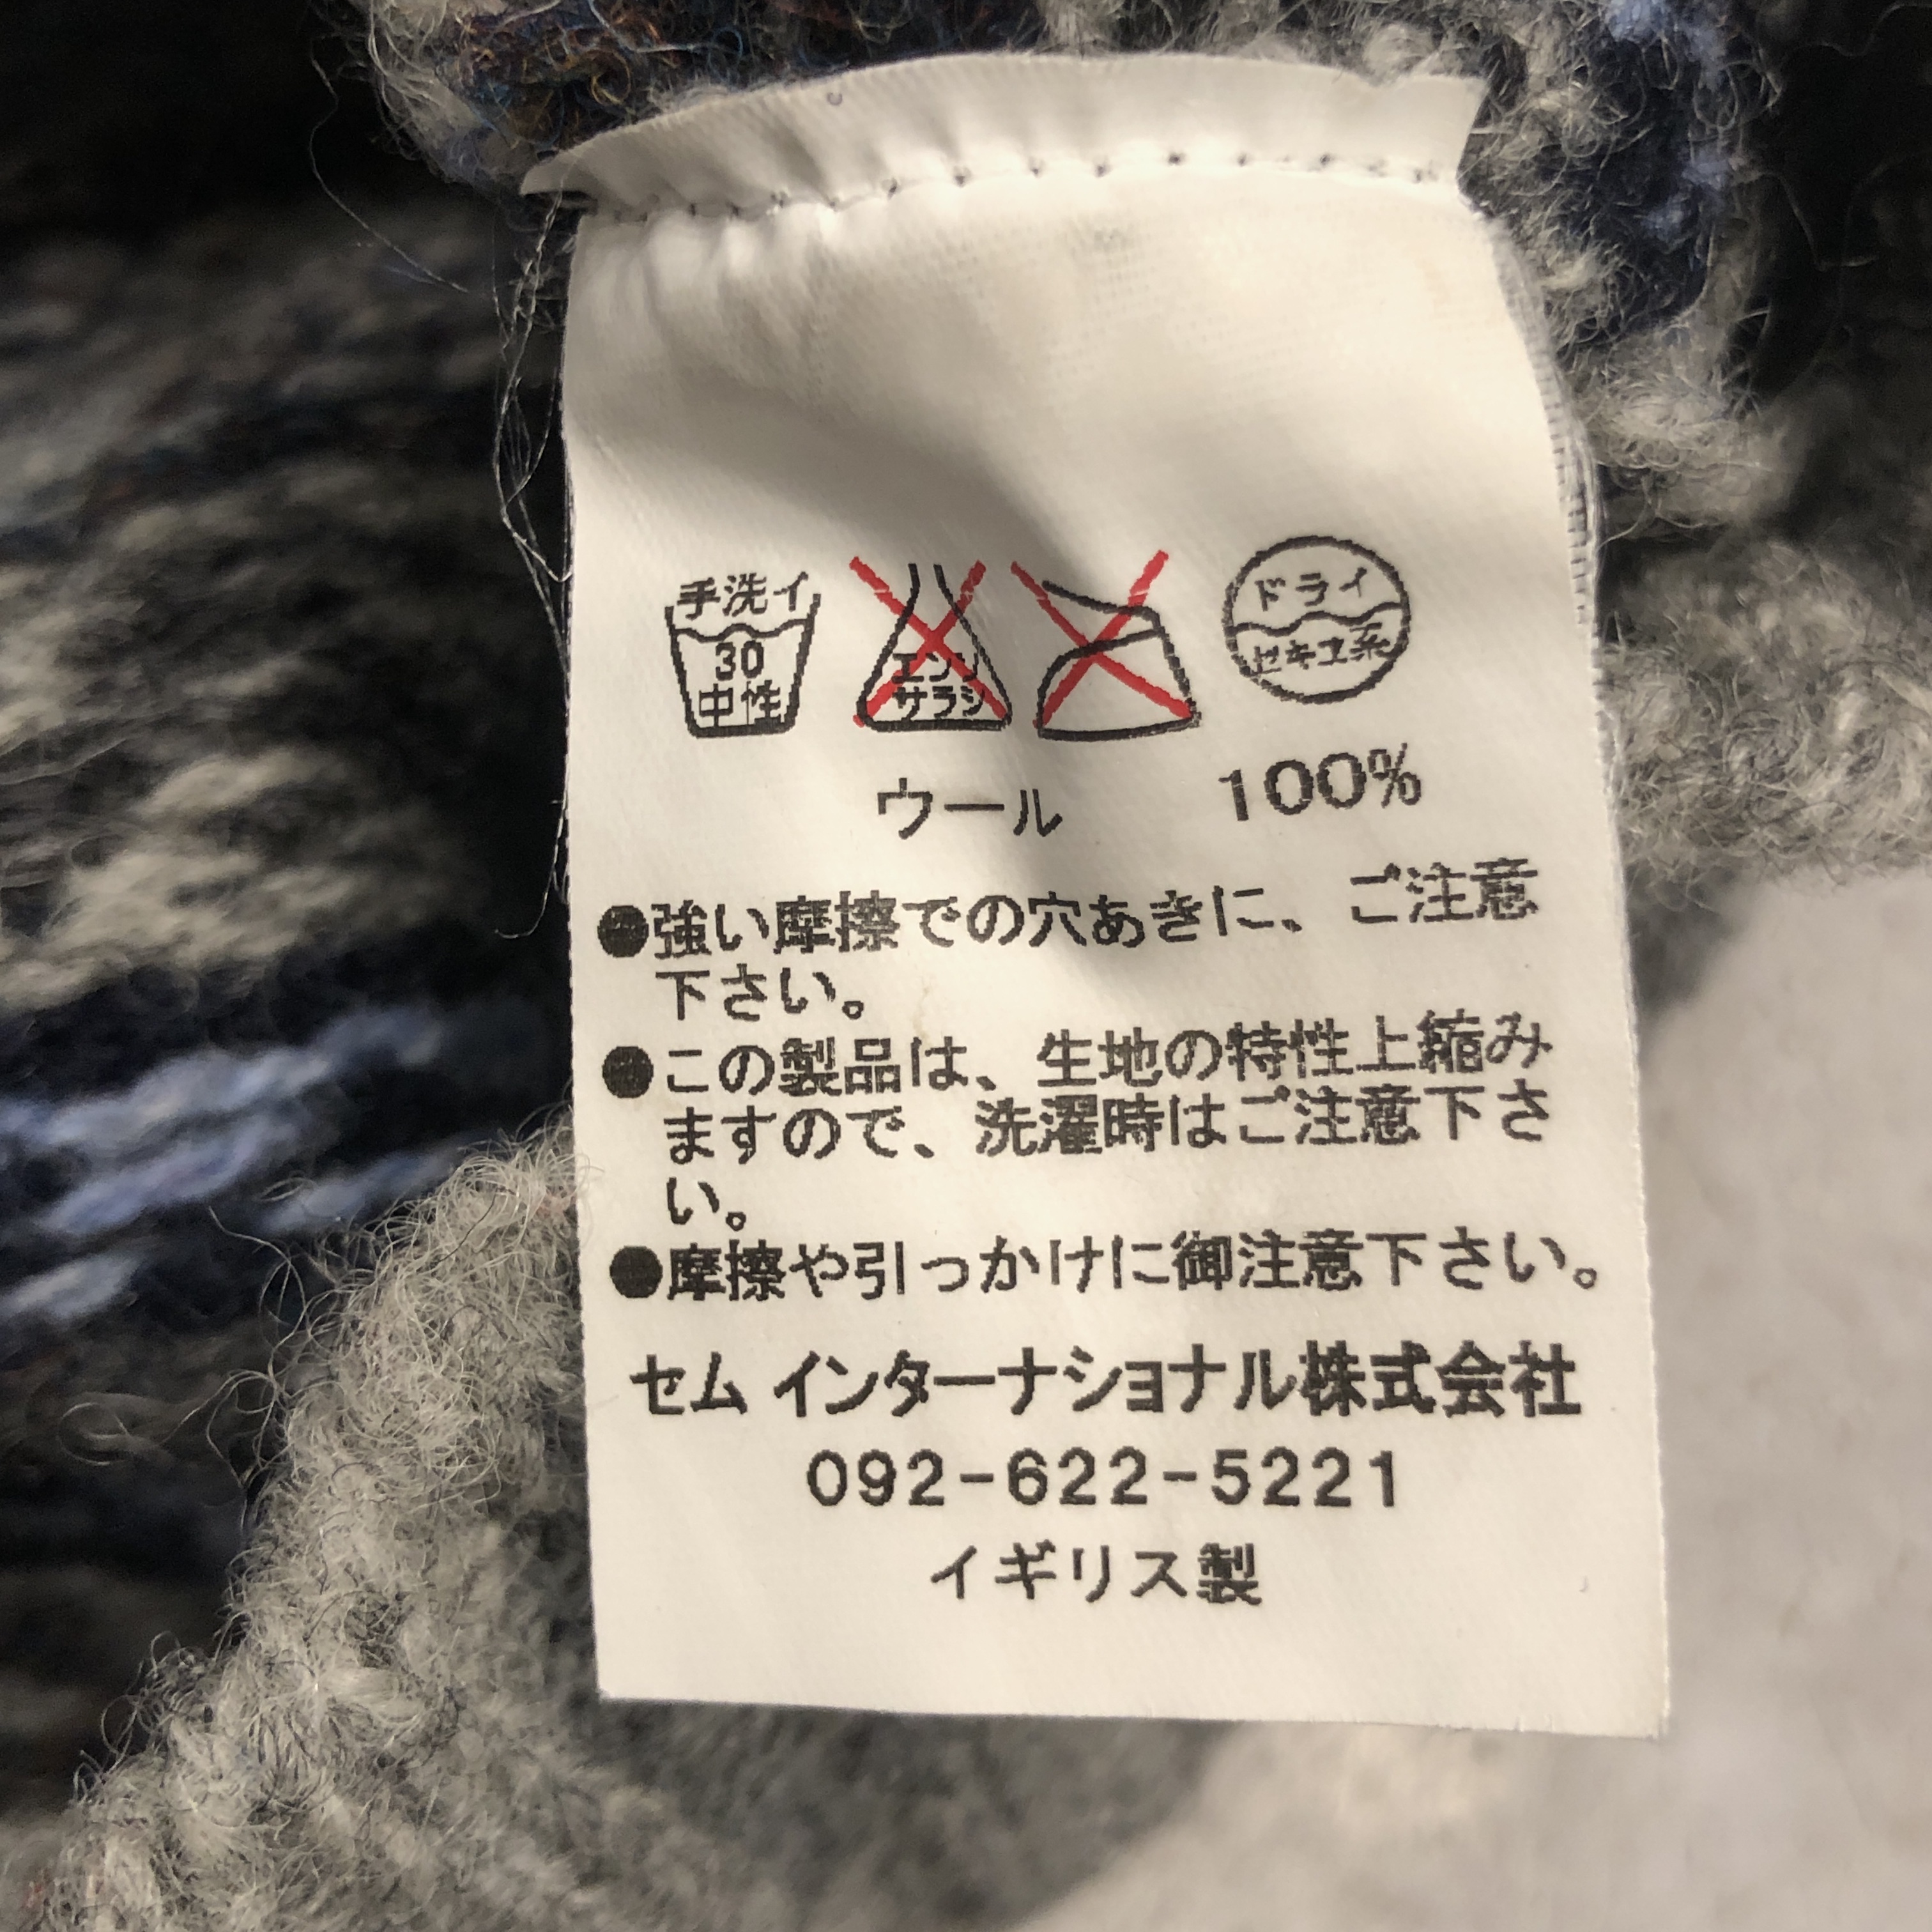 手洗イ
30
中性
エンソ
サラシ
ドライ
セキユ系
ウール 100%
●強い摩擦での穴あきに、ご注意
下さい。
●この製品は、生地の特性上縮み
ますので、洗濯時はご注意下さ
い。
●摩擦や引っかけに御注意下さい。
セム インターナショナル株式会社
092-622-5221
イギリス製